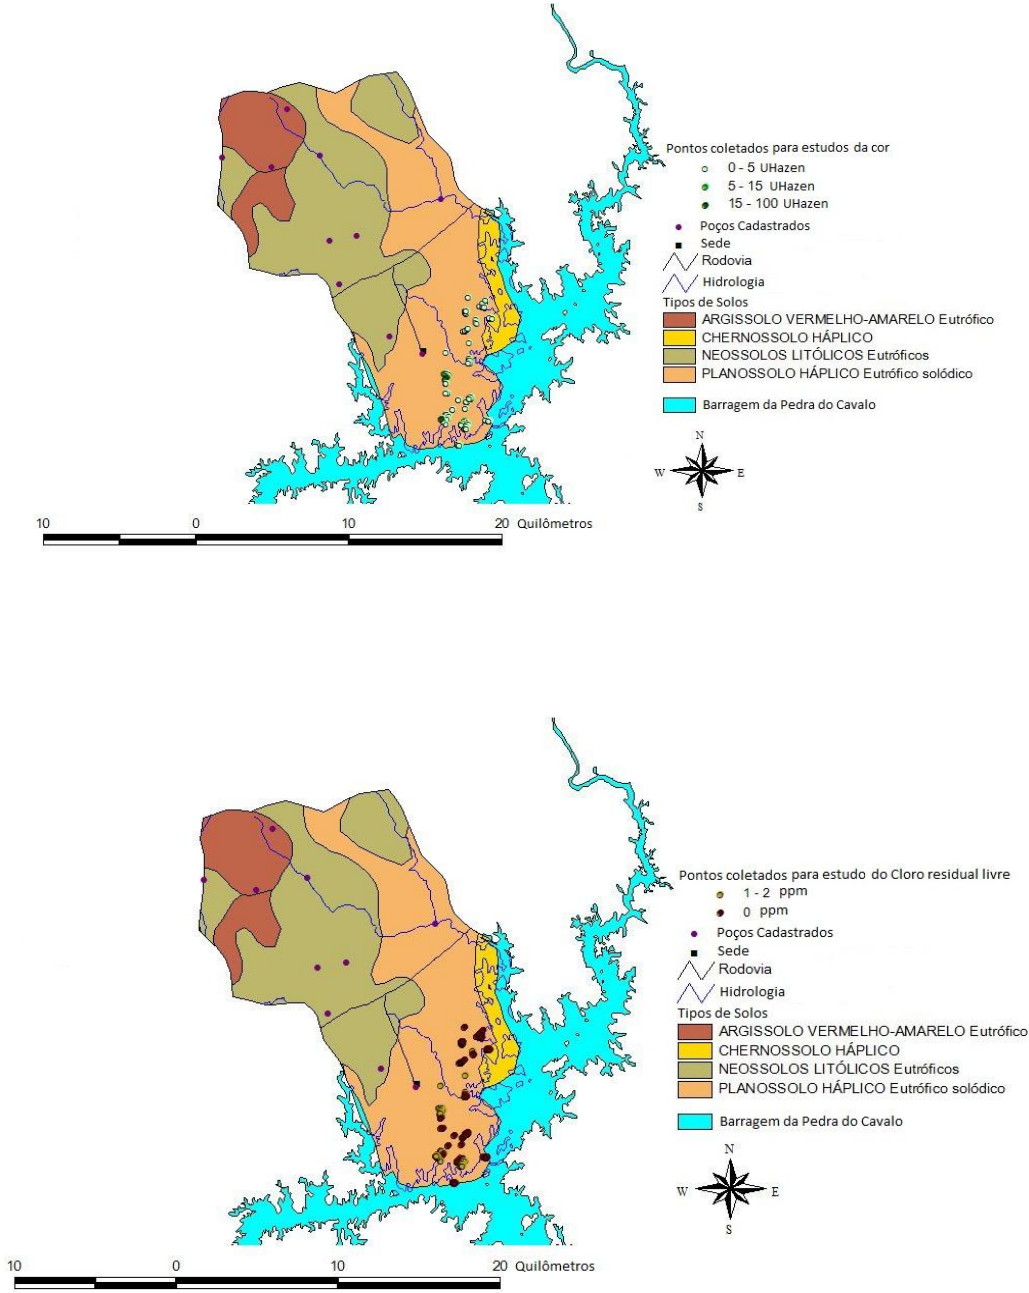 Pontos coletados para estudos da cor
0 - 5 UHazen
5 - 15 UHazen
15 - 100 UHazen
Poços Cadastrados
Sede
Rodovia
Hidrologia
Tipos de Solos
ARGISSOLO VERMELHO-AMARELO Eutrófico
CHERNOSSOLO HÁPLICO
NEOSSOLOS LITÓLICOS Eutróficos
PLANOSSOLO HÁPLICO Eutrófico solódico
Barragem da Pedra do Cavalo
N
W E
S
10 0 10 20 Quilômetros
Pontos coletados para estudo do Cloro residual livre
1 - 2 ppm
0 ppm
Poços Cadastrados
Sede
Rodovia
Hidrologia
Tipos de Solos
ARGISSOLO VERMELHO-AMARELO Eutrófico
CHERNOSSOLO HÁPLICO
NEOSSOLOS LITÓLICOS Eutróficos
PLANOSSOLO HÁPLICO Eutrófico solódico
Barragem da Pedra do Cavalo
N
W E
S
10 0 10 20 Quilômetros